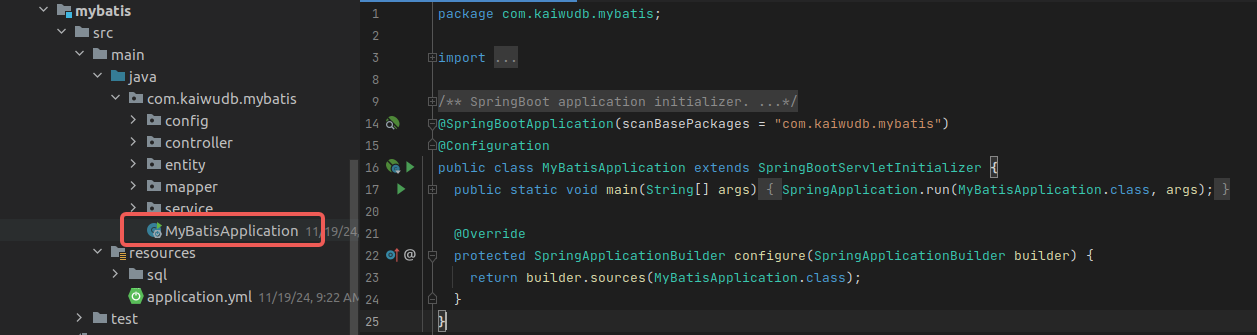 mybatis
src
main
java
com.kaiwudb.mybatis
config
controller
entity
mapper
service
MyBatisApplication 11/19/24,
resources
sql
application.yml 11/19/24, 9:22 AM
test
1 package com.kaiwudb.mybatis;
2
3 import ...
8
9 /** SpringBoot application initializer. ...*/
14 @SpringBootApplication(scanBasePackages = "com.kaiwudb.mybatis")
15 @Configuration
16 public class MyBatisApplication extends SpringBootServletInitializer {
17 public static void main(String[] args) { SpringApplication.run(MyBatisApplication.class, args); }
20
21 @Override
22 @ protected SpringApplicationBuilder configure(SpringApplicationBuilder builder) {
23 return builder.sources(MyBatisApplication.class);
24 }
25 }